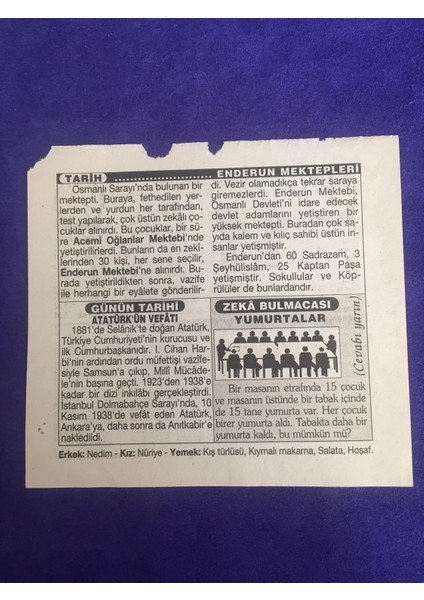 TARİH ........................ ENDERUN MEKTEPLERİ
Osmanlı Sarayı'nda bulunan bir
mektepti. Buraya, fethedilen yer-
lerden ve yurdun her tarafından,
test yapılarak, çok üstün zekâlı ço-
cuklar alınırdı. Bu çocuklar, bir sü-
re Acemi Oğlanlar Mektebi'nde
yetiştirilirlerdi. Bunların da en zekî-
lerinden 30 kişi, her sene seçilir,
Enderun Mektebi'ne alınırdı. Bu-
rada yetiştirildikten sonra, vazife
ile herhangi bir eyâlete gönderilir-
di. Vezir olamadıkça tekrar saraya
giremezlerdi. Enderun Mektebi,
Osmanlı Devleti'ni idare edecek
devlet adamlarını yetiştiren bir
yüksek mektepti. Buradan çok sa-
yıda kalem ve kılıç sahibi üstün in-
sanlar yetişmiştir.
Enderun'dan 60 Sadrazam, 3
Şeyhülislâm, 25 Kaptan Paşa
yetişmiştir. Sokullular ve Köp-
rülüler de bunlardandır.
GÜNÜN TARİHİ
ATATÜRK'ÜN VEFÂTI
1881'de Selânik'te doğan Atatürk,
Türkiye Cumhuriyeti'nin kurucusu ve
ilk Cumhurbaşkanıdır. I. Cihan Har-
bi'nin ardından ordu müfettişi vazife-
siyle Samsun'a çıkıp, Millî Mücâde-
le'nin başına geçti. 1923'den 1938'e
kadar bir dizi inkılâbı gerçekleştirdi.
İstanbul Dolmabahçe Sarayı'nda, 10
Kasım 1938'de vefât eden Atatürk,
Ankara'ya, daha sonra da Anıtkabir'e
nakledildi.
ZEKÂ BULMACASI
YUMURTALAR
(Cevabı yarın)
Bir masanın etrafında 15 çocuk
ve masanın üstünde bir tabak içinde
de 15 tane yumurta var. Her çocuk
birer yumurta aldı. Tabakta daha bir
yumurta kaldı, bu mümkün mü?
Erkek: Nedim - Kız: Nûriye - Yemek: Kış türlüsü, Kıymalı makarna, Salata, Hoşaf.